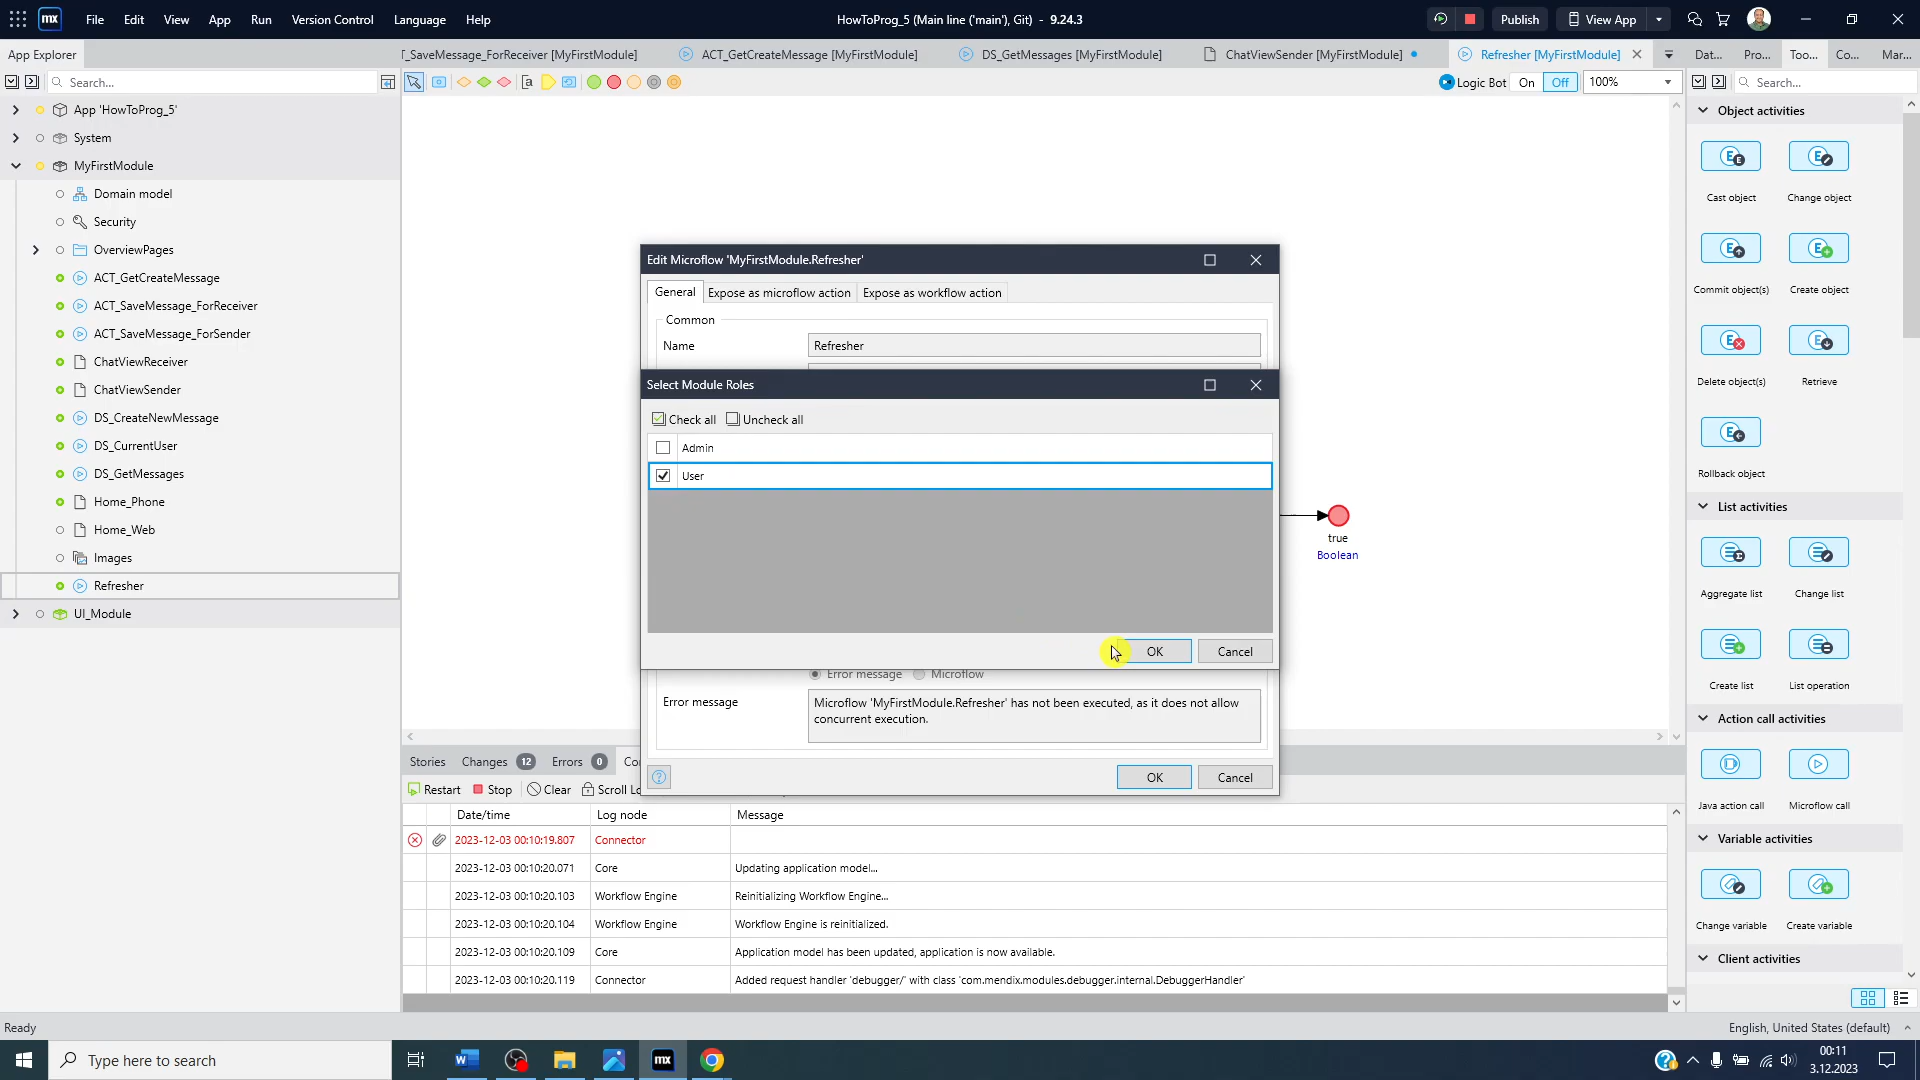 mx File Edit View App Run Version Control Language Help HowToProg_5 (Main line ('main'), Git) - 9.24.3 Publish View App
App Explorer T_SaveMessage_ForReceiver [MyFirstModule] ACT_GetCreateMessage [MyFirstModule] DS_GetMessages [MyFirstModule] ChatViewSender [MyFirstModule] Refresher [MyFirstModule] Dat... Pro... Too... Co... Mar...
Search... Logic Bot On Off 100% Search...
App 'HowToProg_5'
System
MyFirstModule
Domain model
Security
OverviewPages
ACT_GetCreateMessage
ACT_SaveMessage_ForReceiver
ACT_SaveMessage_ForSender
ChatViewReceiver
ChatViewSender
DS_CreateNewMessage
DS_CurrentUser
DS_GetMessages
Home_Phone
Home_Web
Images
Refresher
UI_Module
Edit Microflow 'MyFirstModule.Refresher'
General Expose as microflow action Expose as workflow action
Common
Name Refresher
Select Module Roles
Check all Uncheck all
Admin
User
OK Cancel
Error message Microflow
Error message Microflow 'MyFirstModule.Refresher' has not been executed, as it does not allow
concurrent execution.
OK Cancel
true
Boolean
Object activities
Cast object Change object
Commit object(s) Create object
Delete object(s) Retrieve
Rollback object
List activities
Aggregate list Change list
Create list List operation
Action call activities
Java action call Microflow call
Variable activities
Change variable Create variable
Client activities
Stories Changes 12 Errors 0
Restart Stop Clear
Date/time Log node Message
2023-12-03 00:10:19.807 Connector
2023-12-03 00:10:20.071 Core Updating application model...
2023-12-03 00:10:20.103 Workflow Engine Reinitializing Workflow Engine...
2023-12-03 00:10:20.104 Workflow Engine Workflow Engine is reinitialized.
2023-12-03 00:10:20.109 Core Application model has been updated, application is now available.
2023-12-03 00:10:20.119 Connector Added request handler 'debugger/' with class 'com.mendix.modules.debugger.internal.DebuggerHandler'
Ready English, United States (default)
Type here to search mx 00:11
3.12.2023